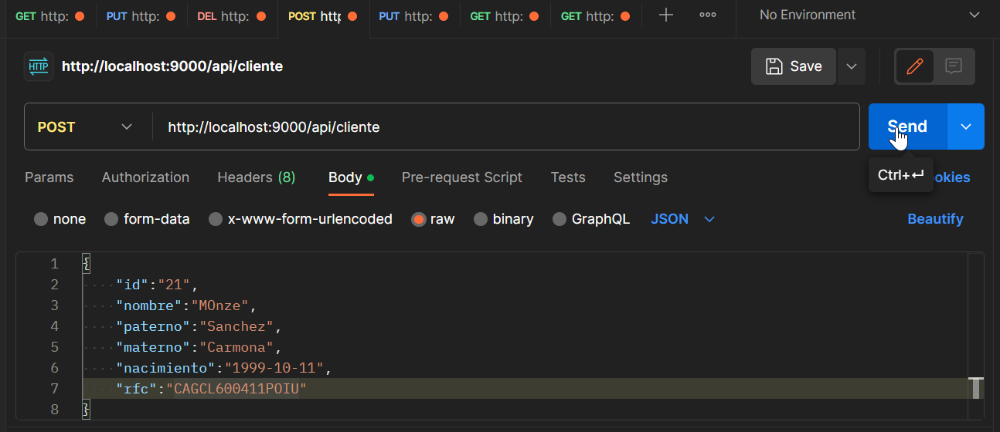 GET http: PUT http: DEL http: POST http PUT http: GET http: GET http: No Environment
HTTP http://localhost:9000/api/cliente Save
POST http://localhost:9000/api/cliente Send
Params Authorization Headers (8) Body Pre-request Script Tests Settings okies
Ctrl+↵
none form-data x-www-form-urlencoded raw binary GraphQL JSON Beautify
1 {
2 "id":"21",
3 "nombre":"MOnze",
4 "paterno":"Sanchez",
5 "materno":"Carmona",
6 "nacimiento":"1999-10-11",
7 "rfc":"CAGCL600411POIU"
8 }